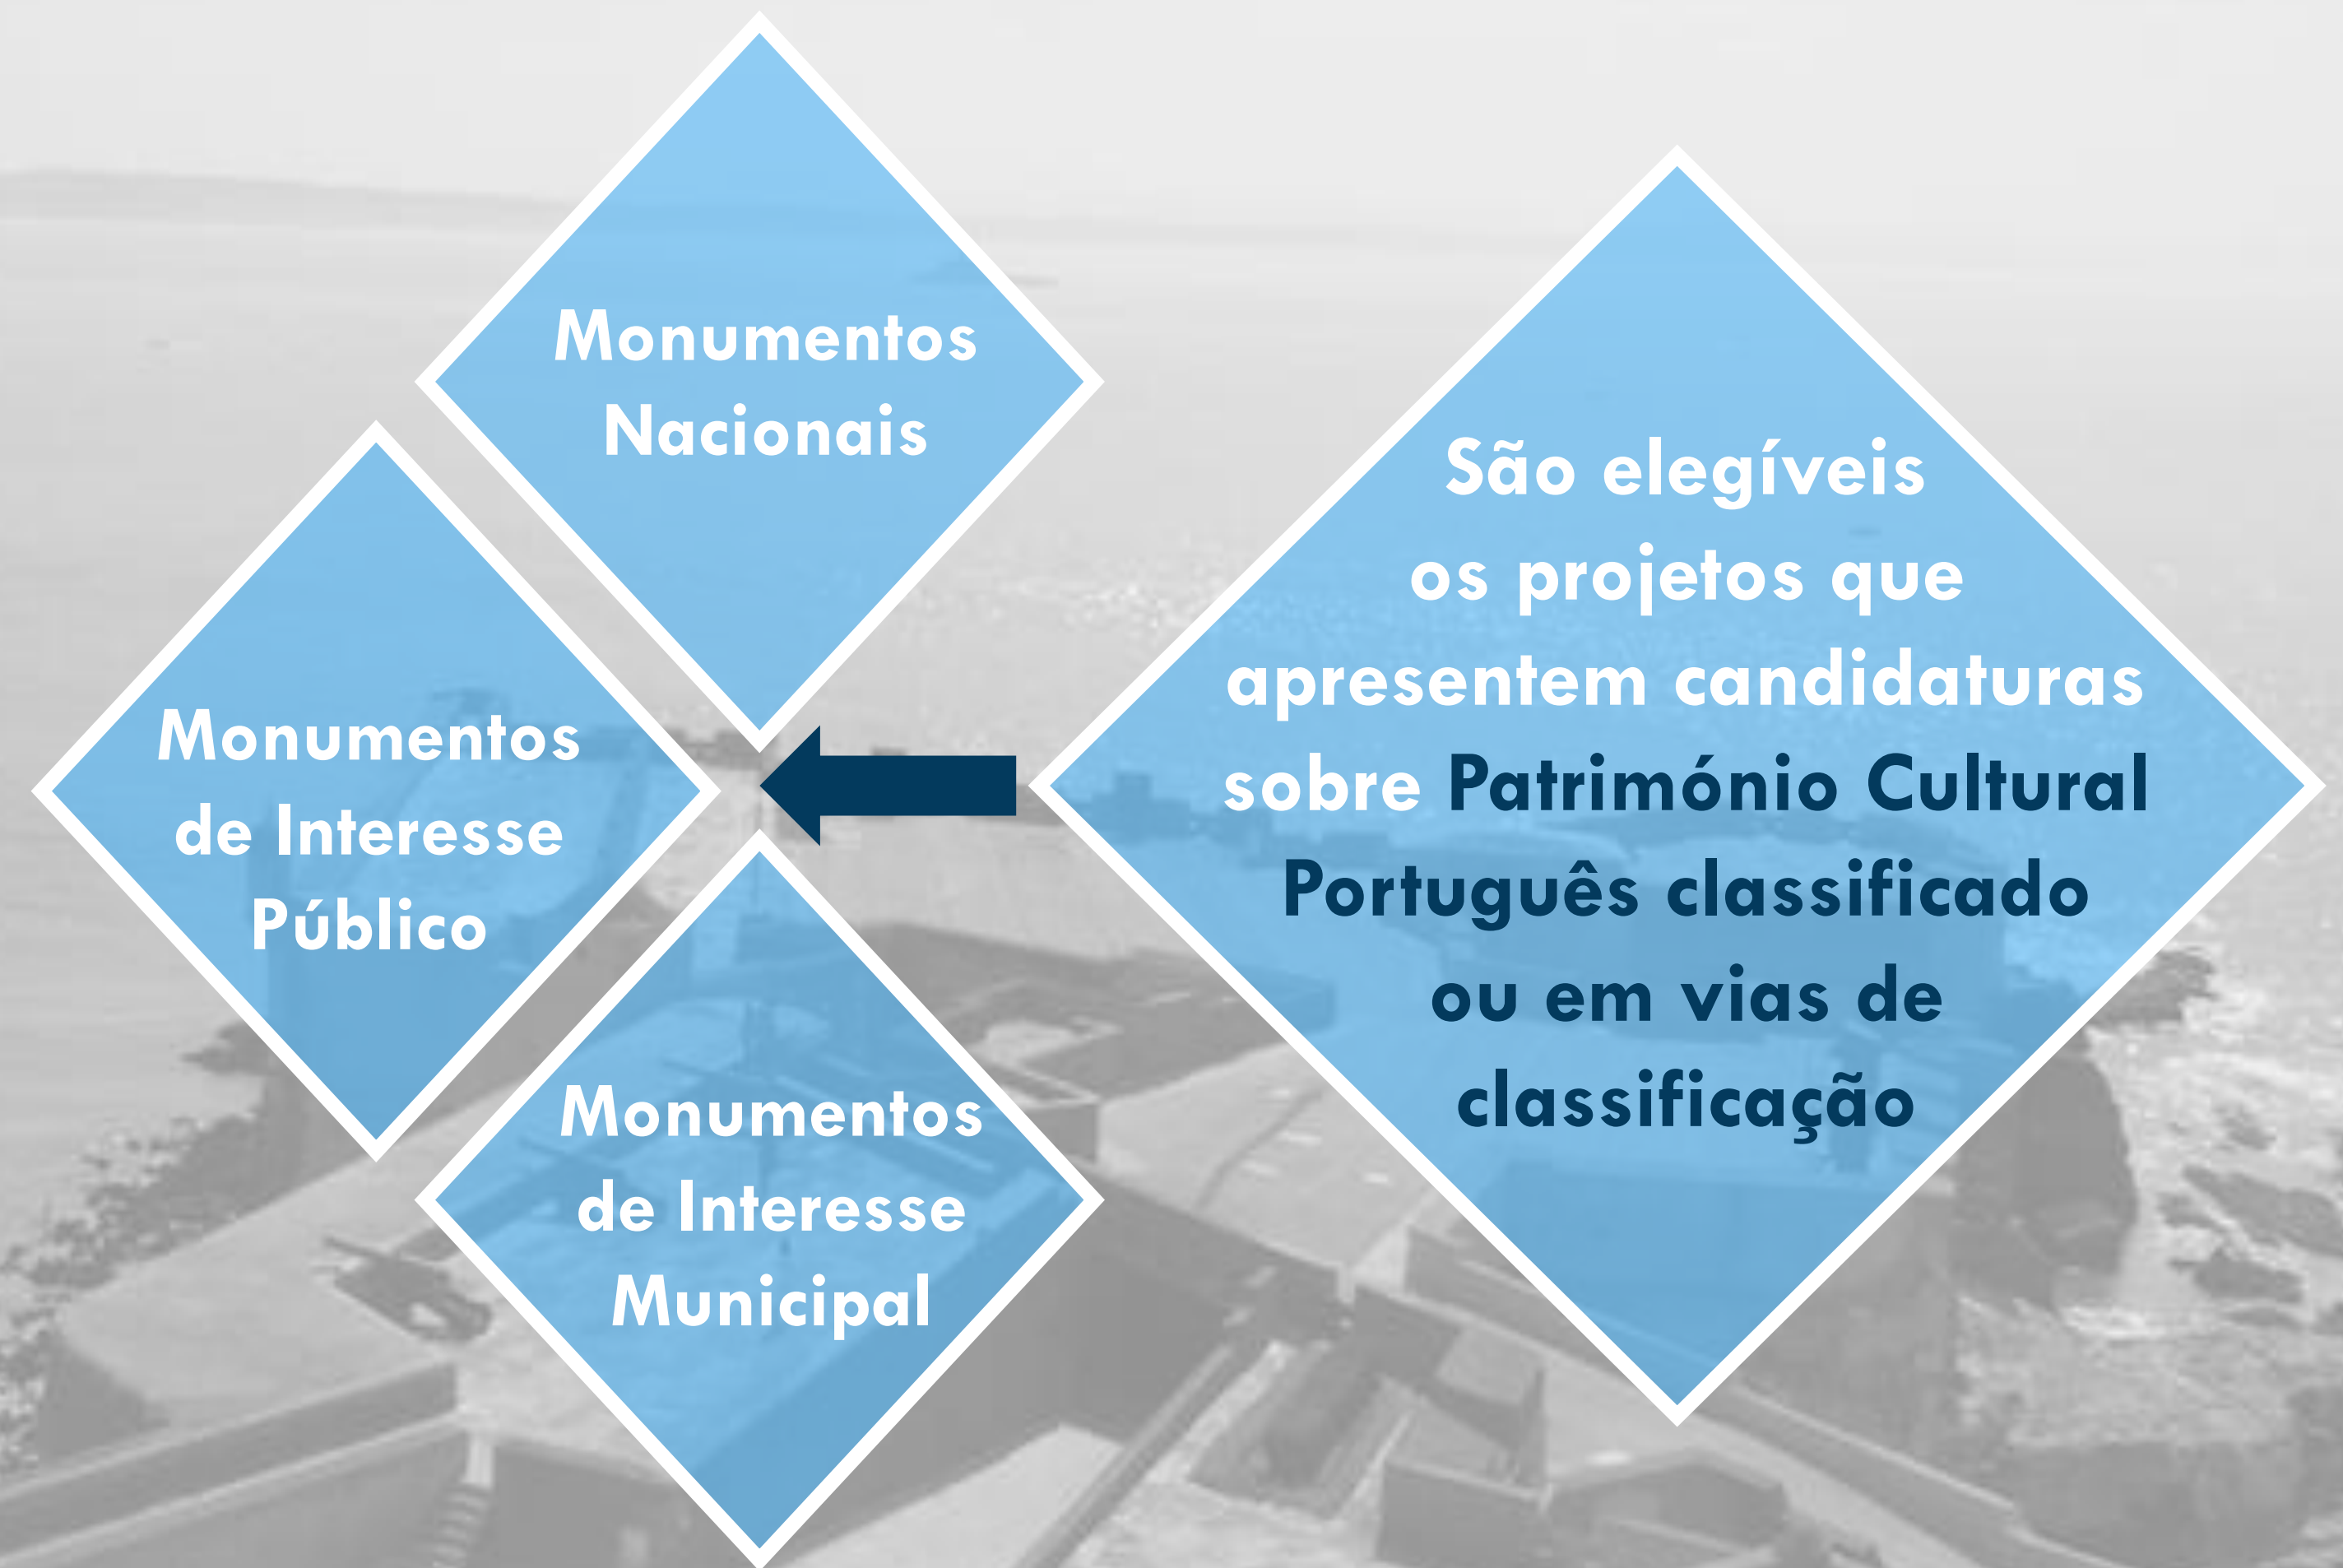 Monumentos
Nacionais
Monumentos
de Interesse
Público
Monumentos
de Interesse
Municipal
São elegíveis
os projetos que
apresentem candidaturas
sobre Património Cultural
Português classificado
ou em vias de
classificação